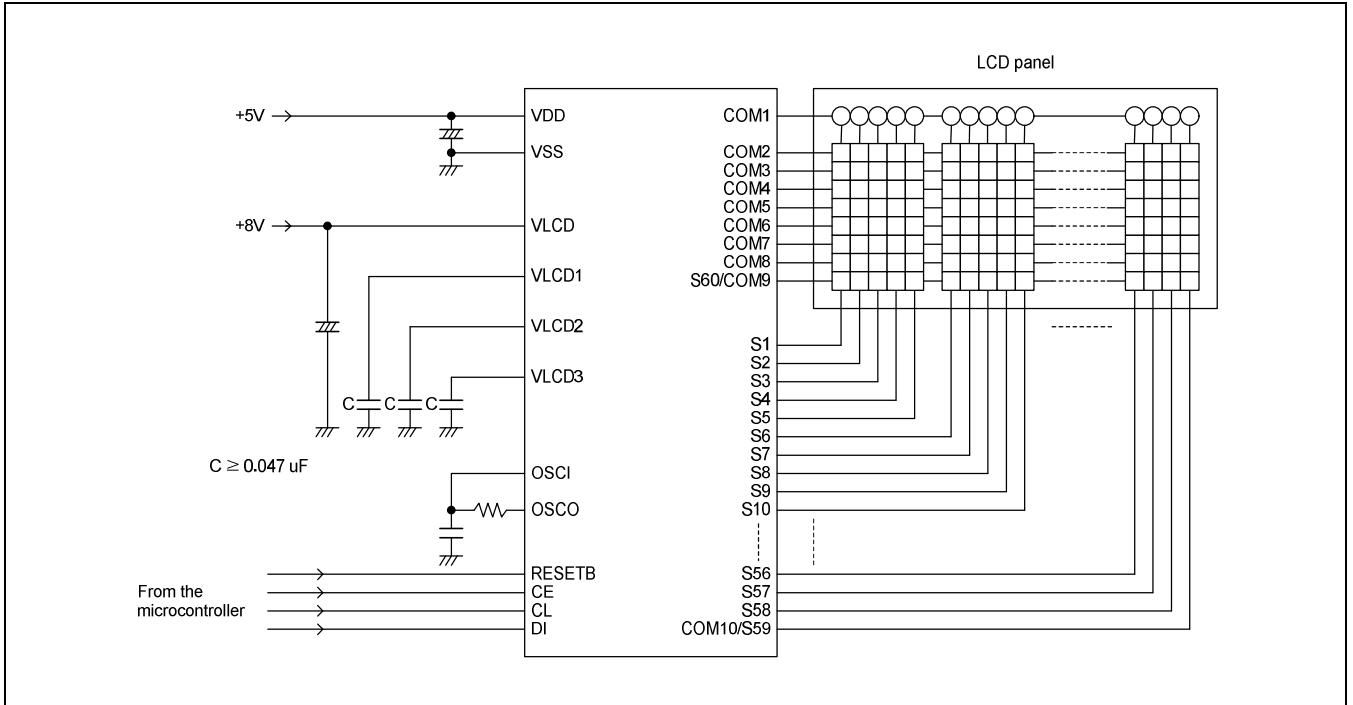 LCD panel
+5V
VDD
VSS
+8V
VLCD
VLCD1
VLCD2
VLCD3
C
C
C
C ≥ 0.047 uF
OSCI
OSCO
From the
microcontroller
RESETB
CE
CL
DI
COM1
COM2
COM3
COM4
COM5
COM6
COM7
COM8
S60/COM9
S1
S2
S3
S4
S5
S6
S7
S8
S9
S10
S56
S57
S58
COM10/S59